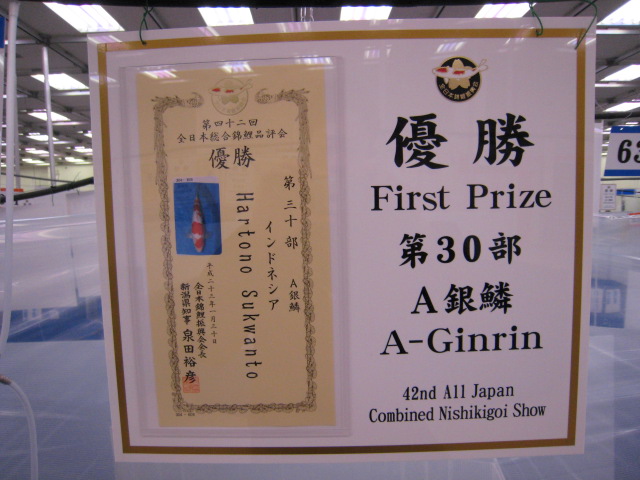 第四十二回
全日本総合錦鯉品評会
優勝
第三十部 A銀鱗
インドネシア
Hartono Sukwanto
平成二十三年一月二十日
全日本錦鯉振興会会長
新潟県知事 泉田裕彦
優勝
First Prize
第30部
A銀鱗
A-Ginrin
42nd All Japan
Combined Nishikigoi Show
63